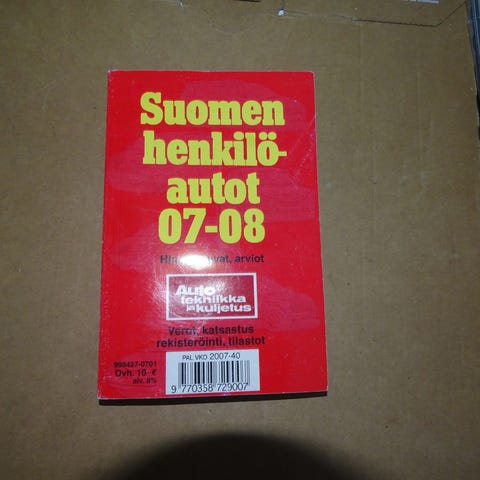 Suomen
henkilö-
autot
07-08
arviot
Auto
tekniikka
ja kuljetus
Verot, katsastus
rekisteröinti, tilastot
PAL.VKO 2007-40
998427-0701
Ovh. 10 €
alv. 8%
9 770358 729007